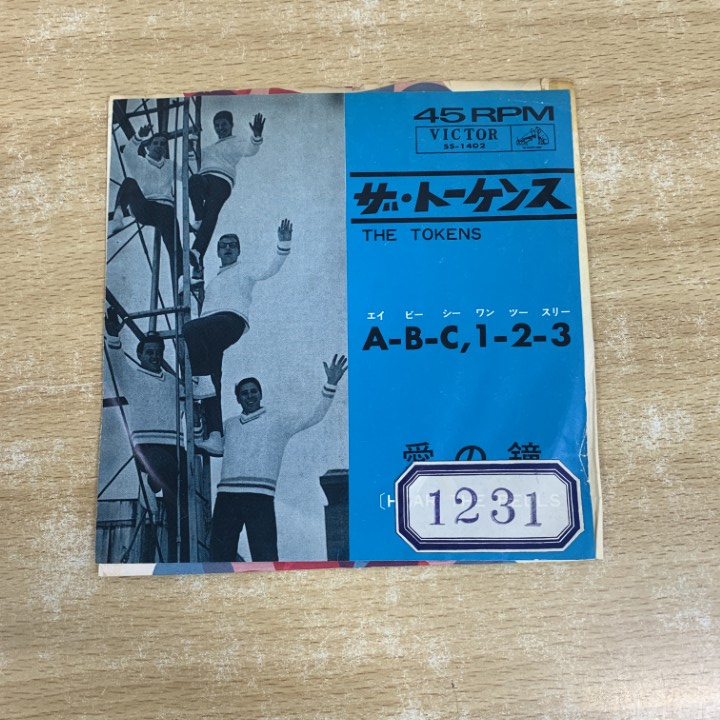 45 RPM
VICTOR
SS-1402
ザ・トーケンス
THE TOKENS
エイ ビー シー ワン ツー スリー
A-B-C, 1-2-3
愛の鐘
1231